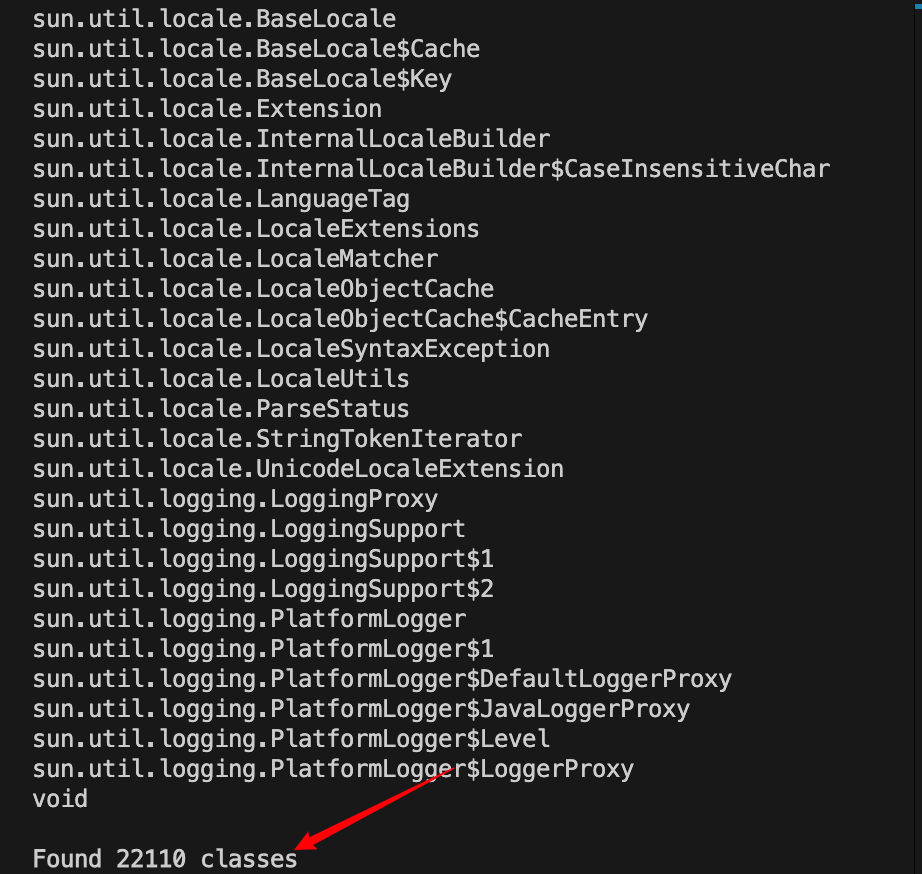 sun.util.locale.BaseLocale
sun.util.locale.BaseLocale$Cache
sun.util.locale.BaseLocale$Key
sun.util.locale.Extension
sun.util.locale.InternalLocaleBuilder
sun.util.locale.InternalLocaleBuilder$CaseInsensitiveChar
sun.util.locale.LanguageTag
sun.util.locale.LocaleExtensions
sun.util.locale.LocaleMatcher
sun.util.locale.LocaleObjectCache
sun.util.locale.LocaleObjectCache$CacheEntry
sun.util.locale.LocaleSyntaxException
sun.util.locale.LocaleUtils
sun.util.locale.ParseStatus
sun.util.locale.StringTokenIterator
sun.util.locale.UnicodeLocaleExtension
sun.util.logging.LoggingProxy
sun.util.logging.LoggingSupport
sun.util.logging.LoggingSupport$1
sun.util.logging.LoggingSupport$2
sun.util.logging.PlatformLogger
sun.util.logging.PlatformLogger$1
sun.util.logging.PlatformLogger$DefaultLoggerProxy
sun.util.logging.PlatformLogger$JavaLoggerProxy
sun.util.logging.PlatformLogger$Level
sun.util.logging.PlatformLogger$LoggerProxy
void
Found 22110 classes